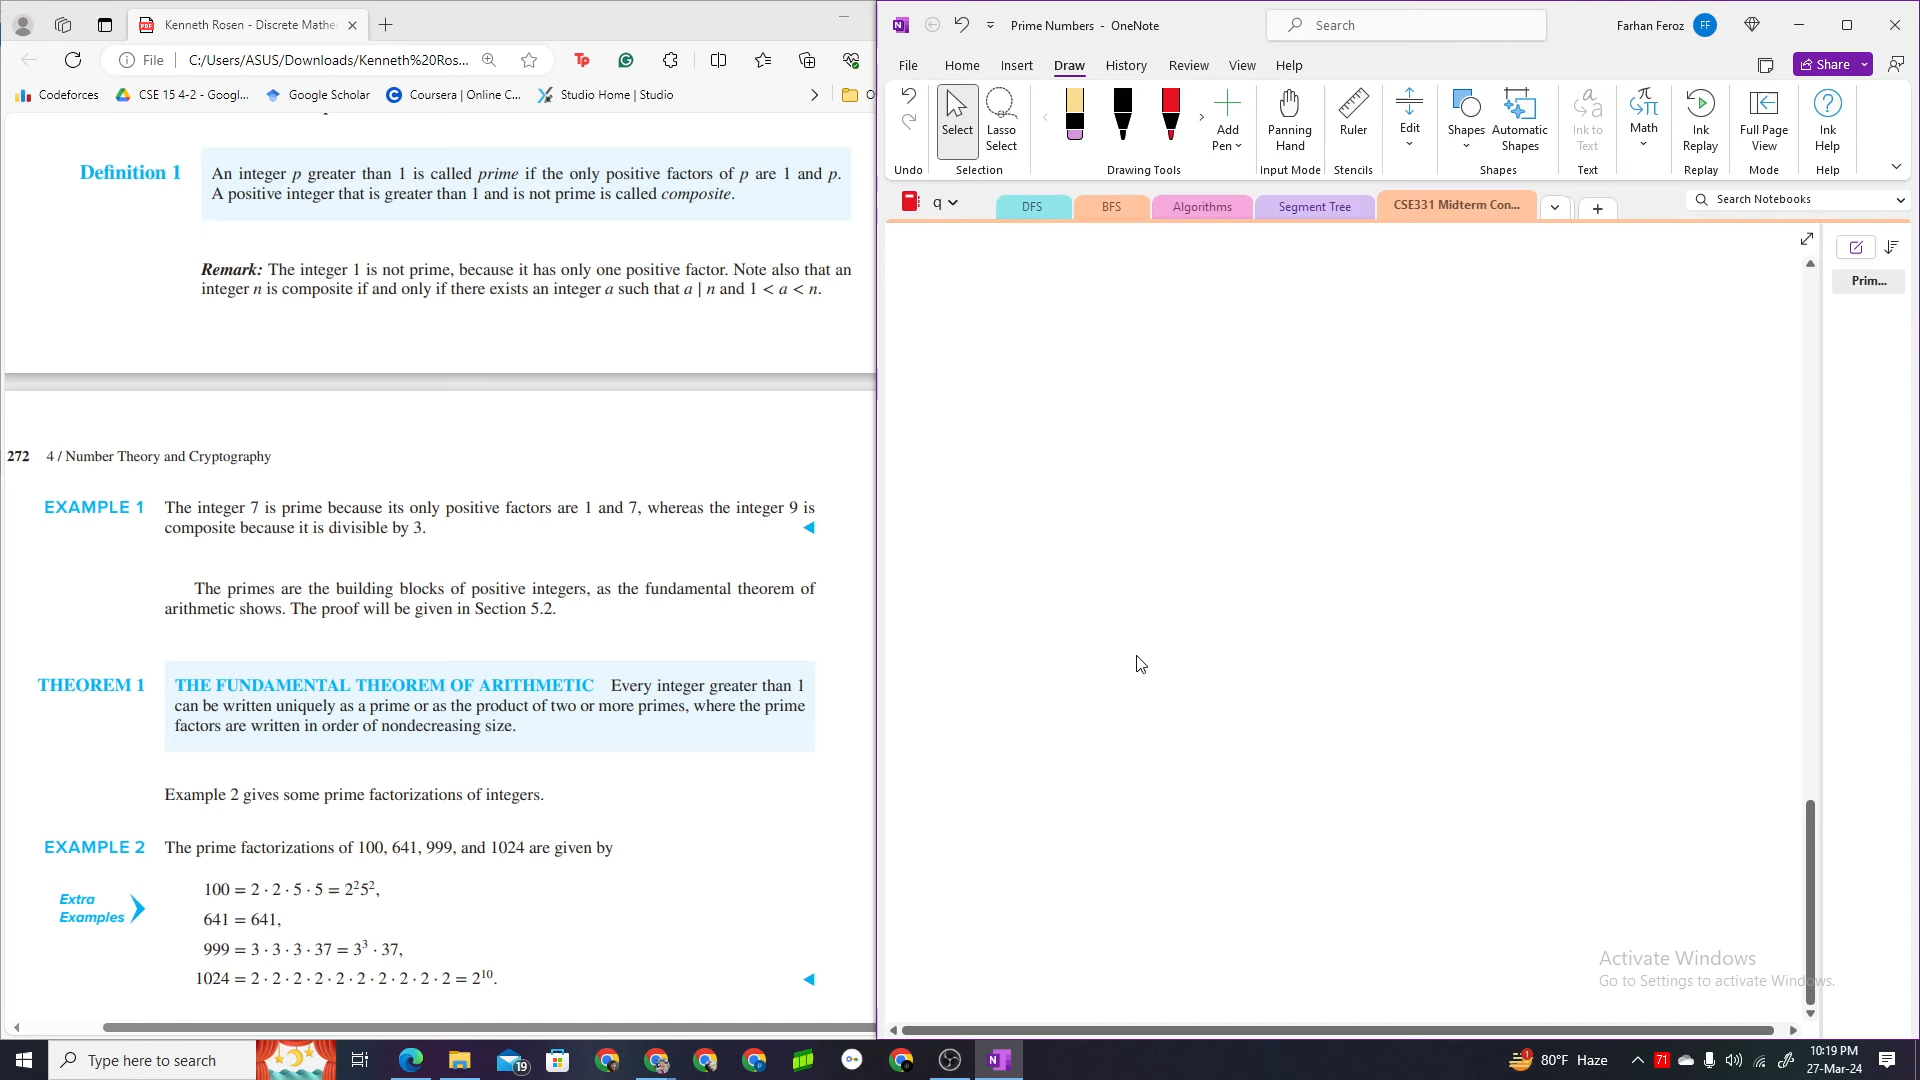 Kenneth Rosen - Discrete Mathe
File
C:/Users/ASUS/Downloads/Kenneth%20Ros...
Codeforces
CSE 15 4-2 - Googl...
Google Scholar
Coursera | Online C...
Studio Home | Studio
Definition 1
An integer p greater than 1 is called prime if the only positive factors of p are 1 and p.
A positive integer that is greater than 1 and is not prime is called composite.
Remark: The integer 1 is not prime, because it has only one positive factor. Note also that an
integer n is composite if and only if there exists an integer a such that a | n and 1 < a < n.
272 4 / Number Theory and Cryptography
EXAMPLE 1 The integer 7 is prime because its only positive factors are 1 and 7, whereas the integer 9 is
composite because it is divisible by 3.
The primes are the building blocks of positive integers, as the fundamental theorem of
arithmetic shows. The proof will be given in Section 5.2.
THEOREM 1 THE FUNDAMENTAL THEOREM OF ARITHMETIC Every integer greater than 1
can be written uniquely as a prime or as the product of two or more primes, where the prime
factors are written in order of nondecreasing size.
Example 2 gives some prime factorizations of integers.
EXAMPLE 2 The prime factorizations of 100, 641, 999, and 1024 are given by
Extra
Examples
100 = 2 · 2 · 5 · 5 = 2²5²,
641 = 641,
999 = 3 · 3 · 3 · 37 = 3³ · 37,
1024 = 2 · 2 · 2 · 2 · 2 · 2 · 2 · 2 · 2 · 2 = 2¹⁰.
Prime Numbers - OneNote
Search
Farhan Feroz FF
File Home Insert Draw History Review View Help
Share
Select
Lasso
Select
Add
Pen
Panning
Hand
Ruler
Edit
Shapes
Automatic
Shapes
Ink to
Text
Math
Ink
Replay
Full Page
View
Ink
Help
Undo Selection Drawing Tools Input Mode Stencils Shapes Text Replay Mode Help
q
DFS
BFS
Algorithms
Segment Tree
CSE331 Midterm Con...
Search Notebooks
Prim...
Activate Windows
Go to Settings to activate Windows.
Type here to search
19
80°F Haze
71
10:19 PM
27-Mar-24